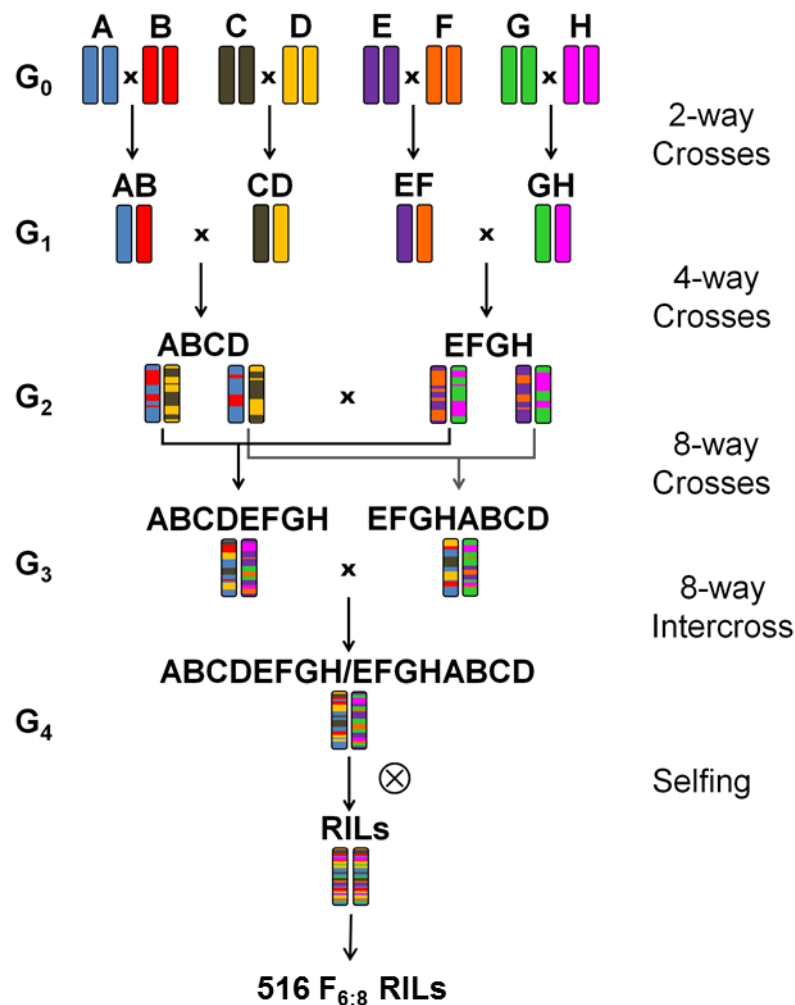 A B C D E F G H
G0 x x x x
2-way
Crosses
AB CD EF GH
G1 x x
4-way
Crosses
ABCD EFGH
G2 x
8-way
Crosses
ABCDEFGH EFGHABCD
G3 x
8-way
Intercross
ABCDEFGH/EFGHABCD
G4
Selfing
RILs
516 F6:8 RILs